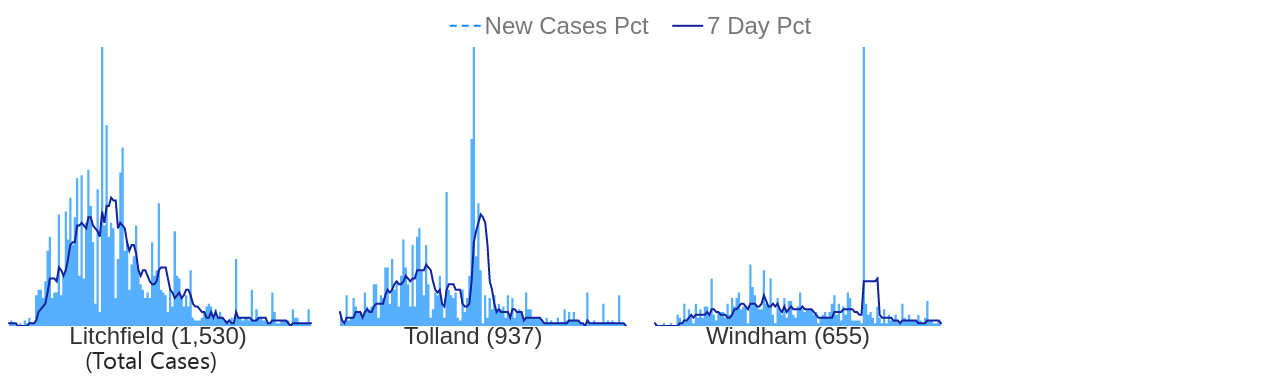 New Cases Pct 7 Day Pct
Litchfield (1,530) Tolland (937) Windham (655)
(Total Cases)